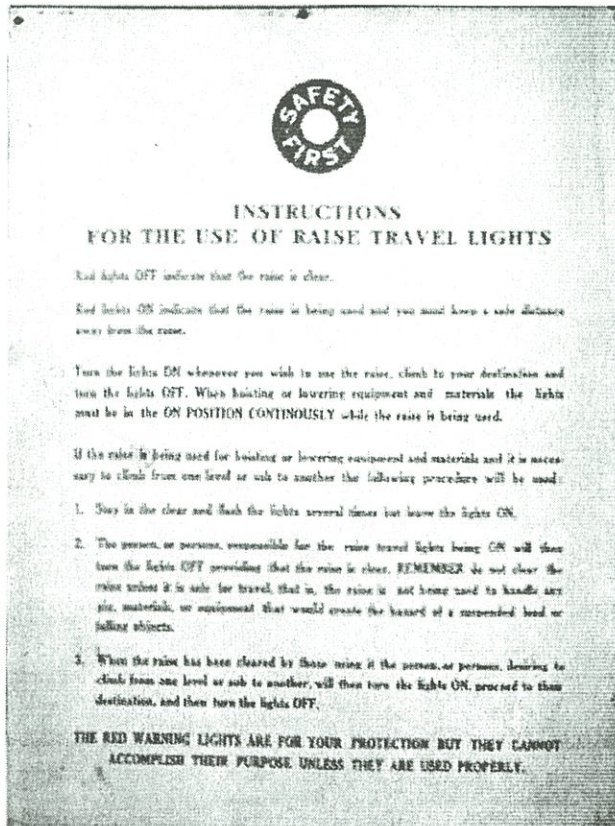 SAFETY
FIRST
INSTRUCTIONS
FOR THE USE OF RAISE TRAVEL LIGHTS
Red lights OFF indicate that the raise is clear.
Red lights ON indicate that the raise is being used and you must keep a safe distance
away from the raise.
Turn the lights ON whenever you wish to use the raise, climb to your destination and
turn the lights OFF. When hoisting or lowering equipment and materials the lights
must be in the ON POSITION CONTINOUSLY while the raise is being used.
If the raise is being used for hoisting or lowering equipment and materials and it is neces-
sary to climb from one level or sub to another the following procedure will be used:
1. Stay in the clear and flash the lights several times but leave the lights ON.
2. The person, or persons, responsible for the raise travel lights being ON will then
turn the lights OFF providing that the raise is clear. REMEMBER do not clear the
raise unless it is safe for travel, that is, the raise is not being used to handle any
materials, or equipment that would create the hazard of a suspended load or
falling objects.
3. When the raise has been cleared by those using it the person, or persons, desiring to
climb from one level or sub to another, will then turn the lights ON, proceed to their
destination, and then turn the lights OFF.
THE RED WARNING LIGHTS ARE FOR YOUR PROTECTION BUT THEY CANNOT
ACCOMPLISH THEIR PURPOSE UNLESS THEY ARE USED PROPERLY.